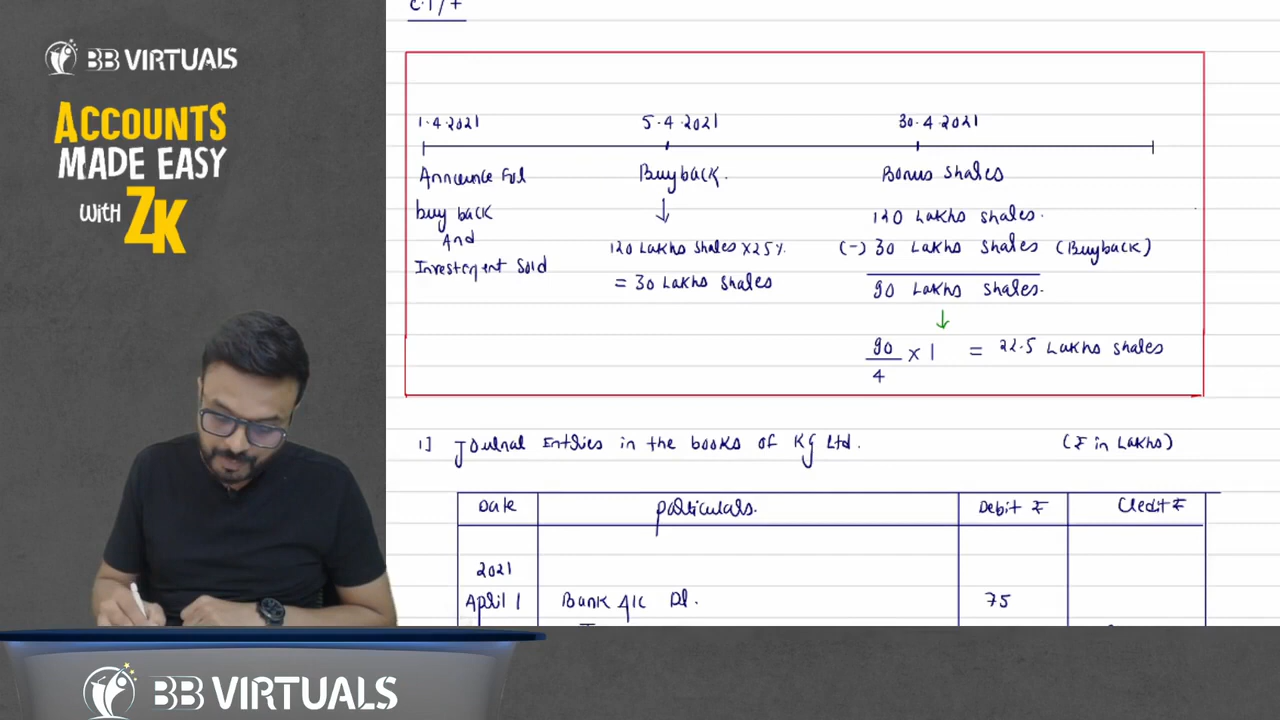 BB VIRTUALS
ACCOUNTS
MADE EASY
WITH ZK
1.4.2021 5.4.2021 30.4.2021
Announce for Buyback. Bonus shares
buy back 120 Lakhs shares.
And 120 Lakhs shares x 25% (-) 30 Lakhs shares (Buyback)
Investment Sold = 30 Lakhs shares 90 Lakhs shares.
90/4 x 1 = 22.5 Lakhs shares
1] Journal Entries in the books of KG Ltd. (₹ in Lakhs)
Date particulars. Debit ₹ Credit ₹
2021
April 1 Bank A/c Dr. 75
BB VIRTUALS